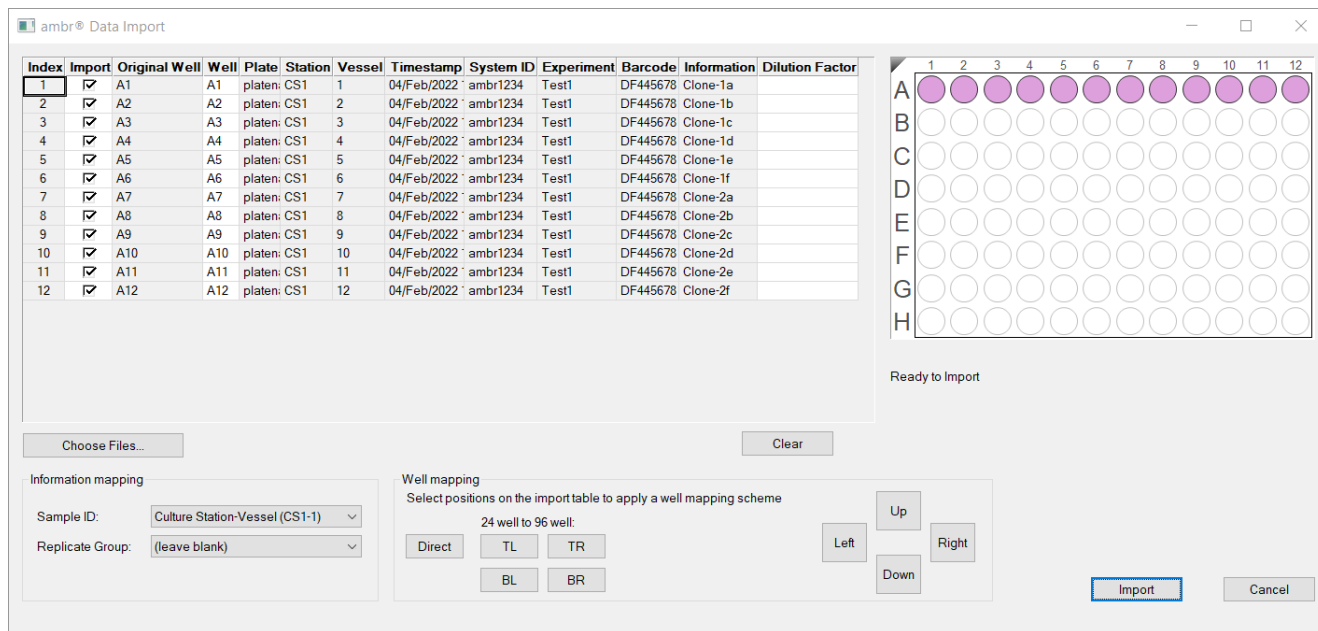 ambr® Data Import
Index Import Original Well Well Plate Station Vessel Timestamp System ID Experiment Barcode Information Dilution Factor
1 A1 A1 platen CS1 1 04/Feb/2022 ambr1234 Test1 DF445678 Clone-1a
2 A2 A2 platen CS1 2 04/Feb/2022 ambr1234 Test1 DF445678 Clone-1b
3 A3 A3 platen CS1 3 04/Feb/2022 ambr1234 Test1 DF445678 Clone-1c
4 A4 A4 platen CS1 4 04/Feb/2022 ambr1234 Test1 DF445678 Clone-1d
5 A5 A5 platen CS1 5 04/Feb/2022 ambr1234 Test1 DF445678 Clone-1e
6 A6 A6 platen CS1 6 04/Feb/2022 ambr1234 Test1 DF445678 Clone-1f
7 A7 A7 platen CS1 7 04/Feb/2022 ambr1234 Test1 DF445678 Clone-2a
8 A8 A8 platen CS1 8 04/Feb/2022 ambr1234 Test1 DF445678 Clone-2b
9 A9 A9 platen CS1 9 04/Feb/2022 ambr1234 Test1 DF445678 Clone-2c
10 A10 A10 platen CS1 10 04/Feb/2022 ambr1234 Test1 DF445678 Clone-2d
11 A11 A11 platen CS1 11 04/Feb/2022 ambr1234 Test1 DF445678 Clone-2e
12 A12 A12 platen CS1 12 04/Feb/2022 ambr1234 Test1 DF445678 Clone-2f
1 2 3 4 5 6 7 8 9 10 11 12
A
B
C
D
E
F
G
H
Ready to Import
Choose Files...
Clear
Information mapping
Sample ID: Culture Station-Vessel (CS1-1)
Replicate Group: (leave blank)
Well mapping
Select positions on the import table to apply a well mapping scheme
24 well to 96 well:
Direct TL TR
BL BR
Up
Left Right
Down
Import Cancel